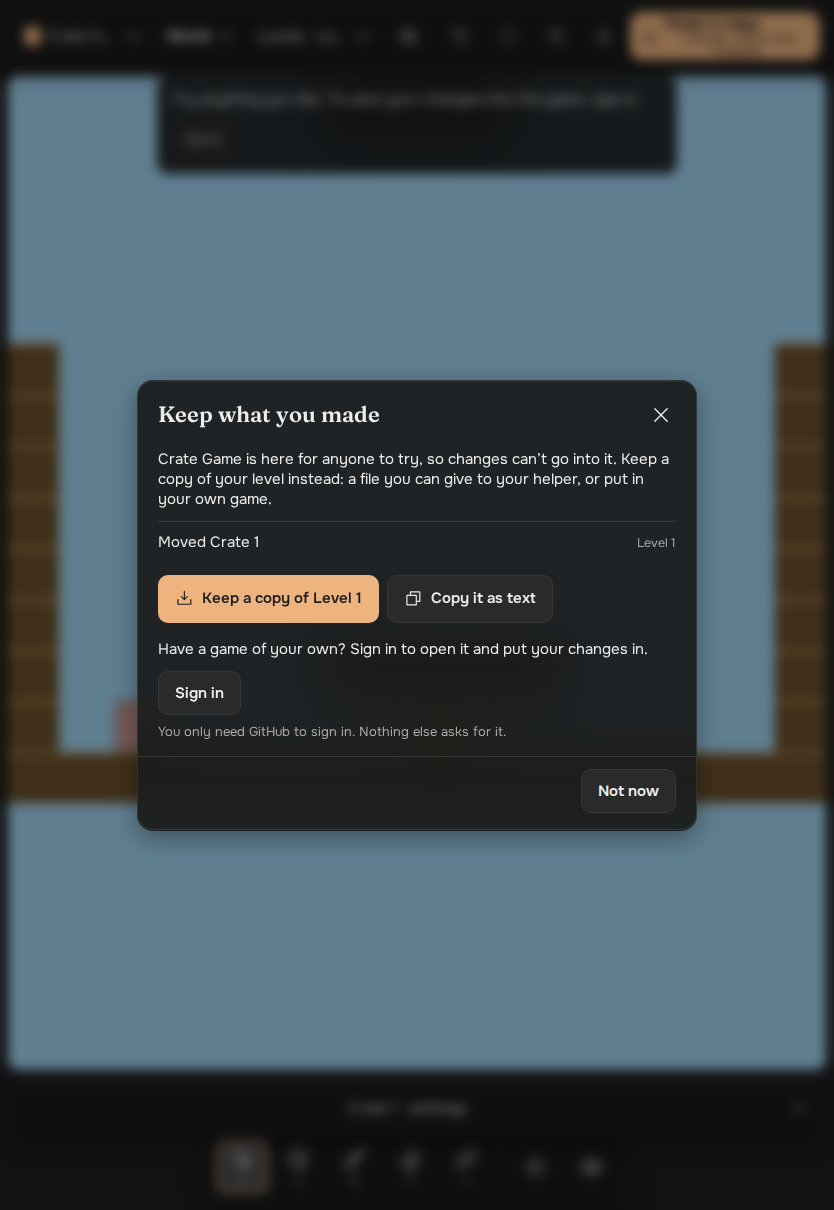 Keep what you made
Crate Game is here for anyone to try, so changes can’t go into it. Keep a
copy of your level instead: a file you can give to your helper, or put in
your own game.
Moved Crate 1
Level 1
Keep a copy of Level 1
Copy it as text
Have a game of your own? Sign in to open it and put your changes in.
Sign in
You only need GitHub to sign in. Nothing else asks for it.
Not now